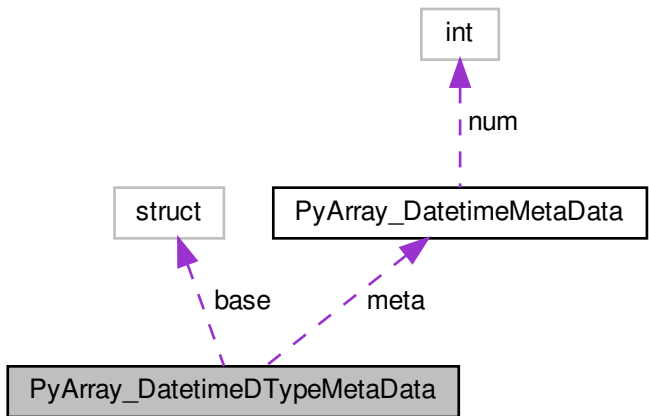 int
num
struct
PyArray_DatetimeMetaData
base
meta
PyArray_DatetimeDTypeMetaData